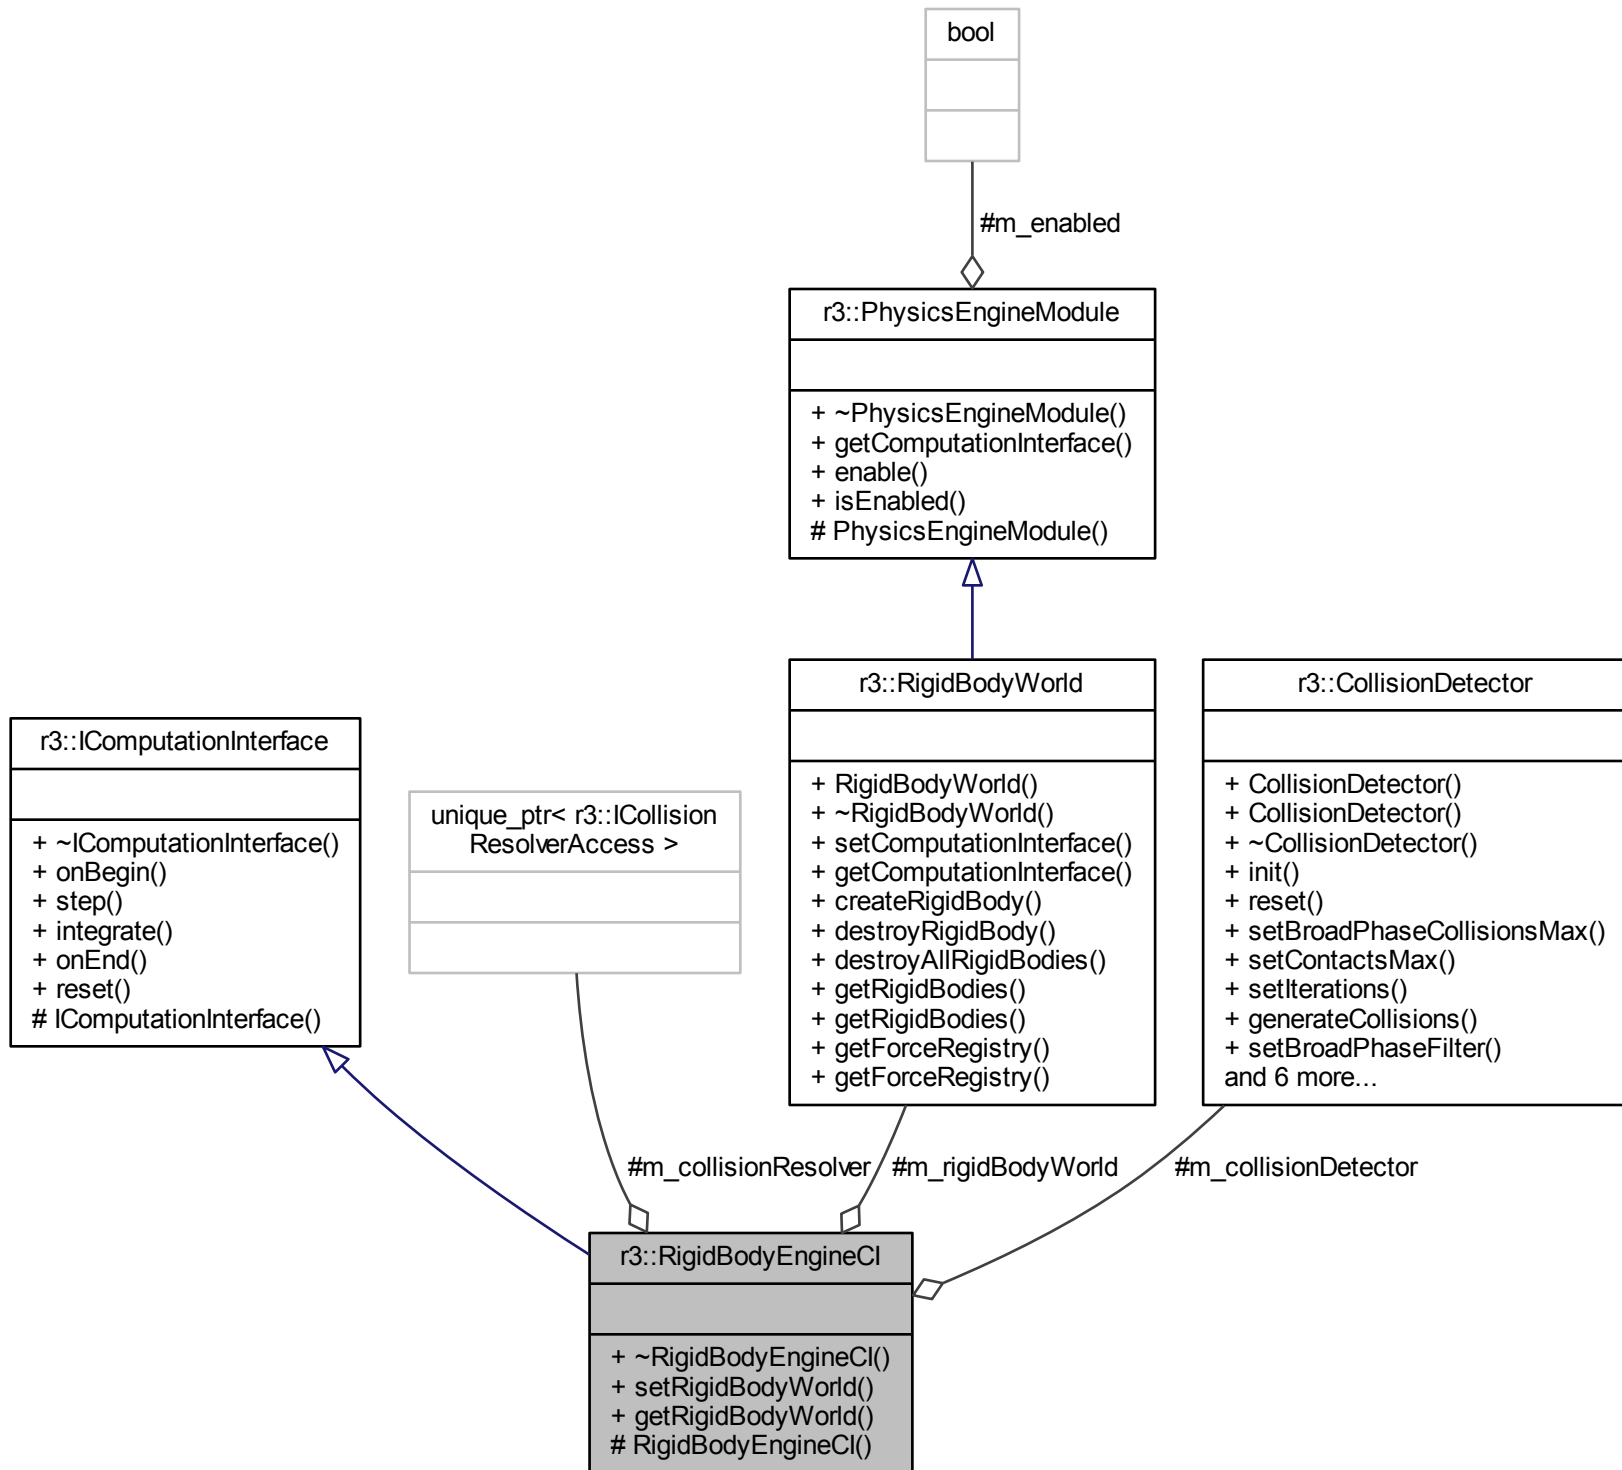 bool
#m_enabled
r3::PhysicsEngineModule
+ ~PhysicsEngineModule()
+ getComputationInterface()
+ enable()
+ isEnabled()
# PhysicsEngineModule()
r3::IComputationInterface
+ ~IComputationInterface()
+ onBegin()
+ step()
+ integrate()
+ onEnd()
+ reset()
# IComputationInterface()
unique_ptr< r3::ICollision
ResolverAccess >
r3::RigidBodyWorld
+ RigidBodyWorld()
+ ~RigidBodyWorld()
+ setComputationInterface()
+ getComputationInterface()
+ createRigidBody()
+ destroyRigidBody()
+ destroyAllRigidBodies()
+ getRigidBodies()
+ getRigidBodies()
+ getForceRegistry()
+ getForceRegistry()
r3::CollisionDetector
+ CollisionDetector()
+ CollisionDetector()
+ ~CollisionDetector()
+ init()
+ reset()
+ setBroadPhaseCollisionsMax()
+ setContactsMax()
+ setIterations()
+ generateCollisions()
+ setBroadPhaseFilter()
and 6 more...
#m_collisionResolver
#m_rigidBodyWorld
#m_collisionDetector
r3::RigidBodyEngineCI
+ ~RigidBodyEngineCI()
+ setRigidBodyWorld()
+ getRigidBodyWorld()
# RigidBodyEngineCI()